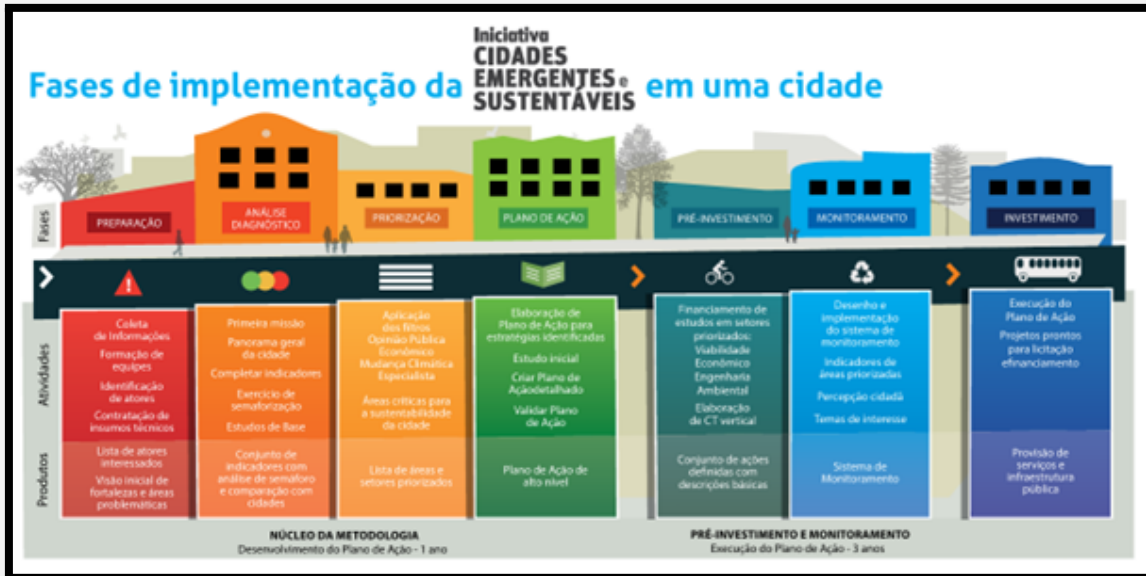 Fases de implementação da Iniciativa CIDADES EMERGENTES e SUSTENTÁVEIS em uma cidade
Fases
PREPARAÇÃO
ANÁLISE
DIAGNÓSTICO
PRIORIZAÇÃO
PLANO DE AÇÃO
PRÉ-INVESTIMENTO
MONITORAMENTO
INVESTIMENTO
Atividades
Coleta
de Informações
Formação de
equipes
Identificação
de atores
Contratação de
insumos técnicos
Primeira missão
Panorama geral
da cidade
Completar indicadores
Exercício de
semaforização
Estudos de Base
Aplicação
dos filtros
Opinião Pública
Econômico
Mudança Climática
Especialista
Áreas críticas para
a sustentabilidade
da cidade
Elaboração de
Plano de Ação para
estratégias identificadas
Estudo inicial
Criar Plano de
Açãodetalhado
Validar Plano
de Ação
Financiamento de
estudos em setores
priorizados:
Viabilidade
Econômico
Engenharia
Ambiental
Elaboração
de CT vertical
Desenho e
implementação
do sistema de
monitoramento
Indicadores de
áreas priorizadas
Percepção cidadã
Temas de interesse
Execução do
Plano de Ação
Projetos prontos
para licitação
efinanciamento
Produtos
Lista de atores
interessados
Visão inicial de
fortalezas e áreas
problemáticas
Conjunto de
indicadores com
análise de semáforo
e comparação com
cidades
Lista de áreas e
setores priorizados
Plano de Ação de
alto nível
Conjunto de ações
definidas com
descrições básicas
Sistema de
Monitoramento
Provisão de
serviços e
infraestrutura
pública
NÚCLEO DA METODOLOGIA
Desenvolvimento do Plano de Ação - 1 ano
PRÉ-INVESTIMENTO E MONITORAMENTO
Execução do Plano de Ação - 3 anos